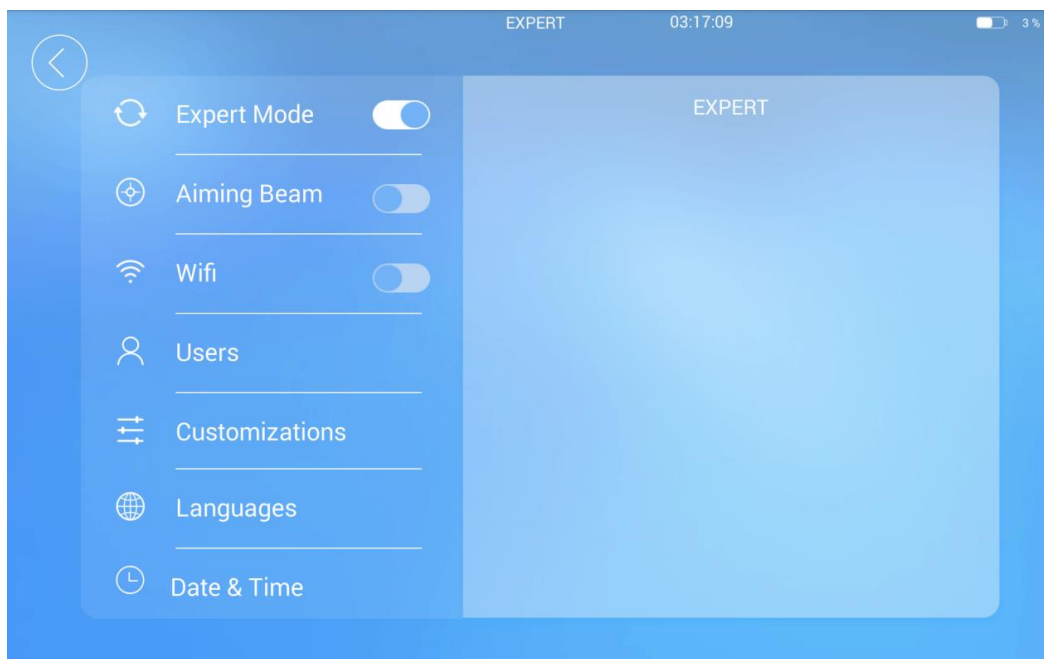 EXPERT 03:17:09 3 %
Expert Mode
EXPERT
Aiming Beam
Wifi
Users
Customizations
Languages
Date & Time